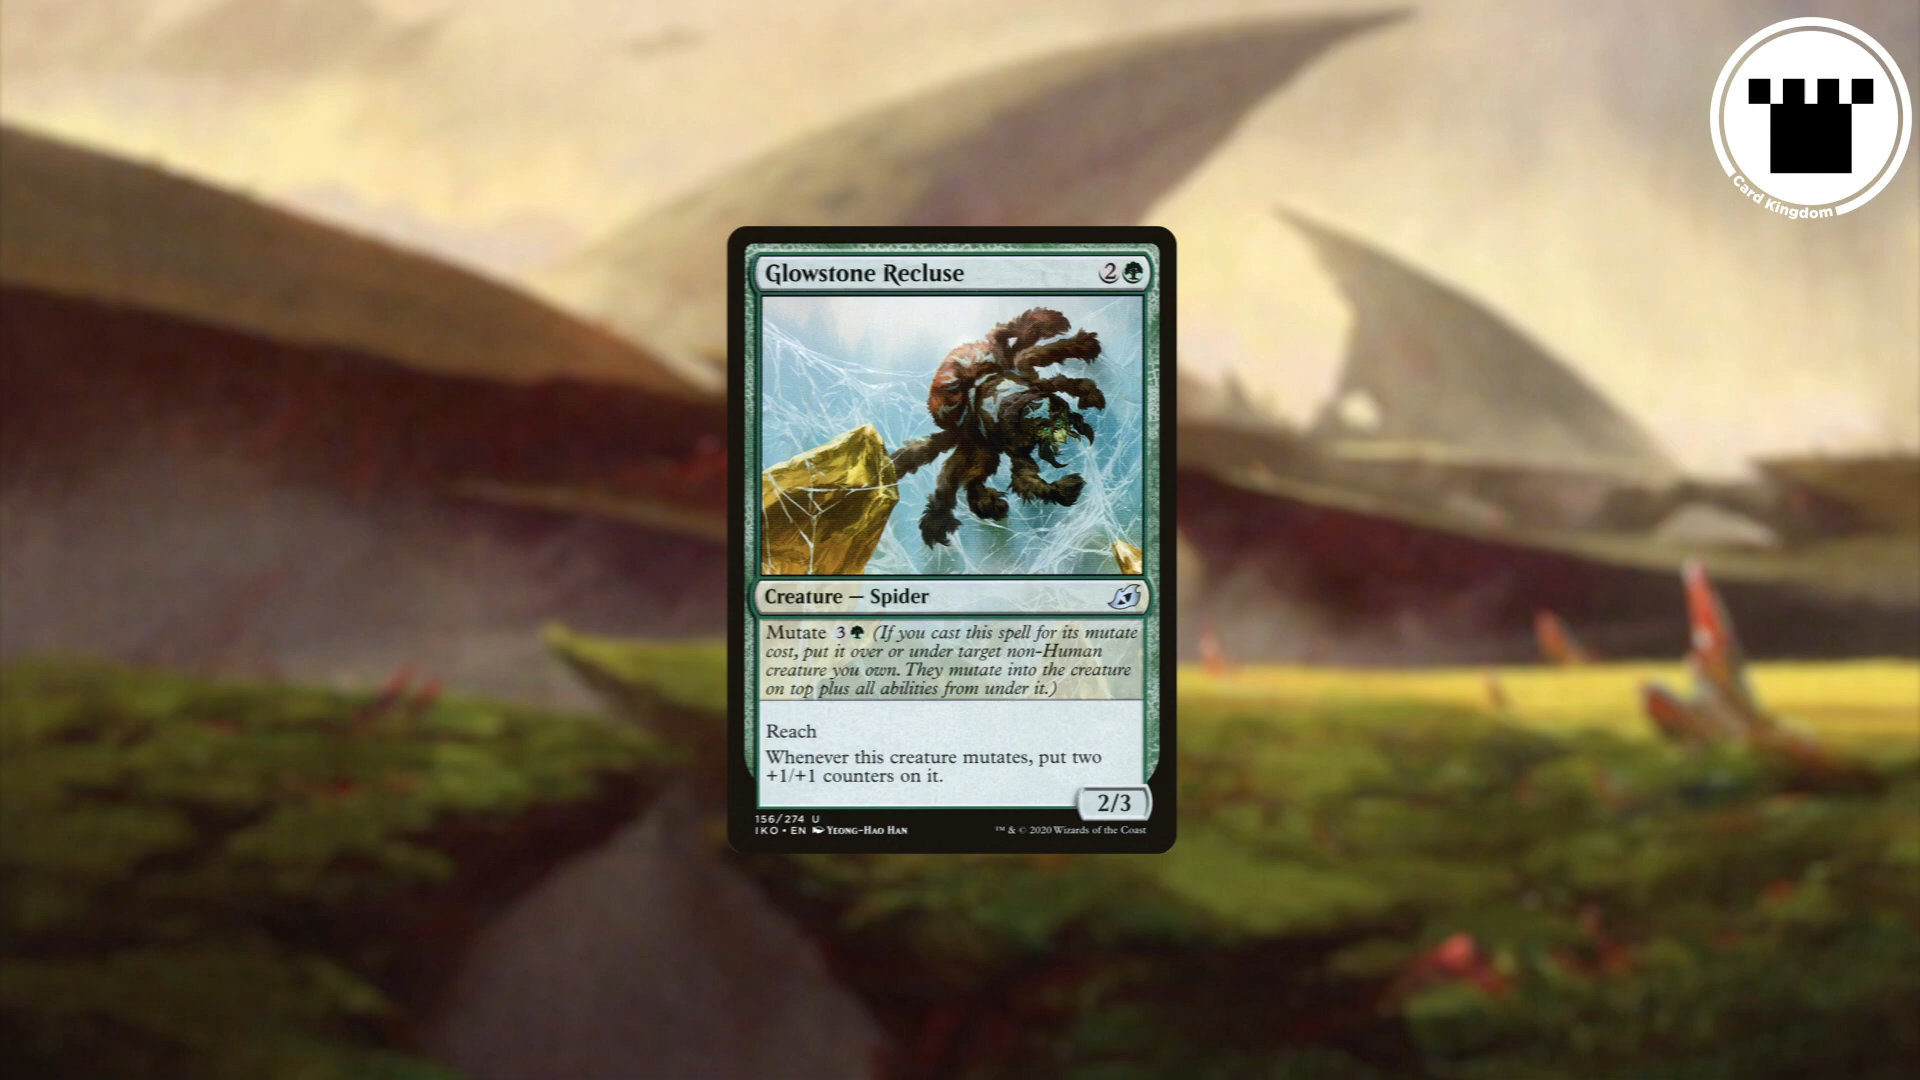 Card Kingdom
Glowstone Recluse
2
Creature — Spider
Mutate 3 (If you cast this spell for its mutate
cost, put it over or under target non-Human
creature you own. They mutate into the creature
on top plus all abilities from under it.)
Reach
Whenever this creature mutates, put two
+1/+1 counters on it.
2/3
156/274 U
IKO • EN Yeong-Hao Han
™ & © 2020 Wizards of the Coast